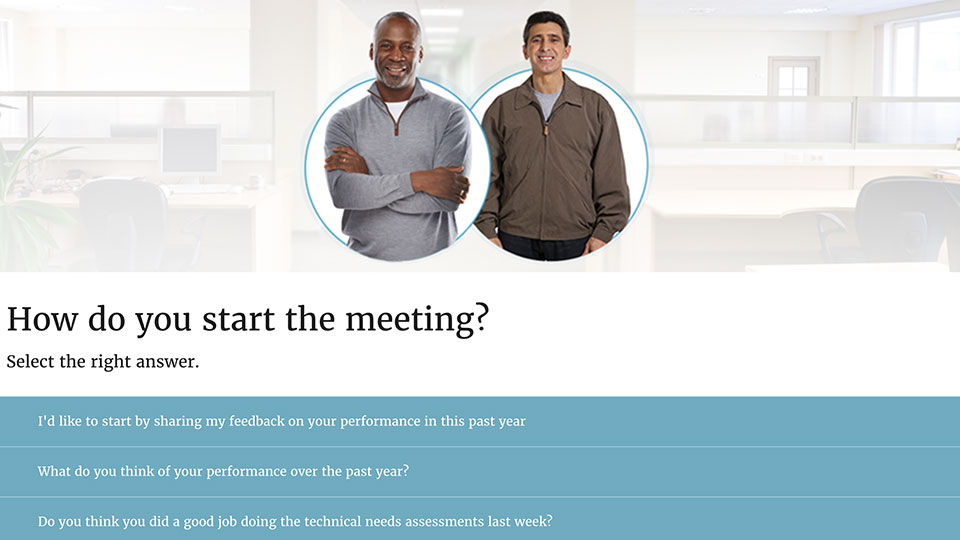 How do you start the meeting?
Select the right answer.
I'd like to start by sharing my feedback on your performance in this past year
What do you think of your performance over the past year?
Do you think you did a good job doing the technical needs assessments last week?